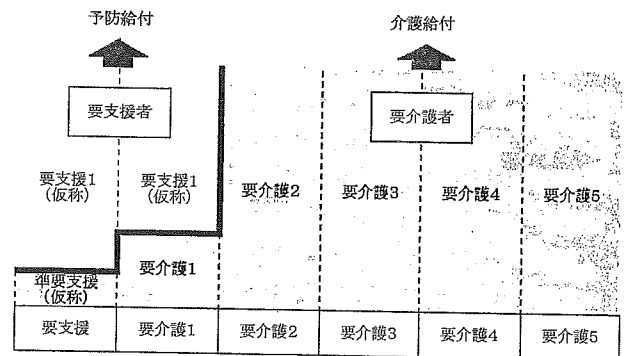 予防給付
介護給付
要支援者
要介護者
要支援1
(仮称)
要支援1
(仮称)
要介護2
要介護3
要介護4
要介護5
準要支援
(仮称)
要介護1
要支援
要介護1
要介護2
要介護3
要介護4
要介護5